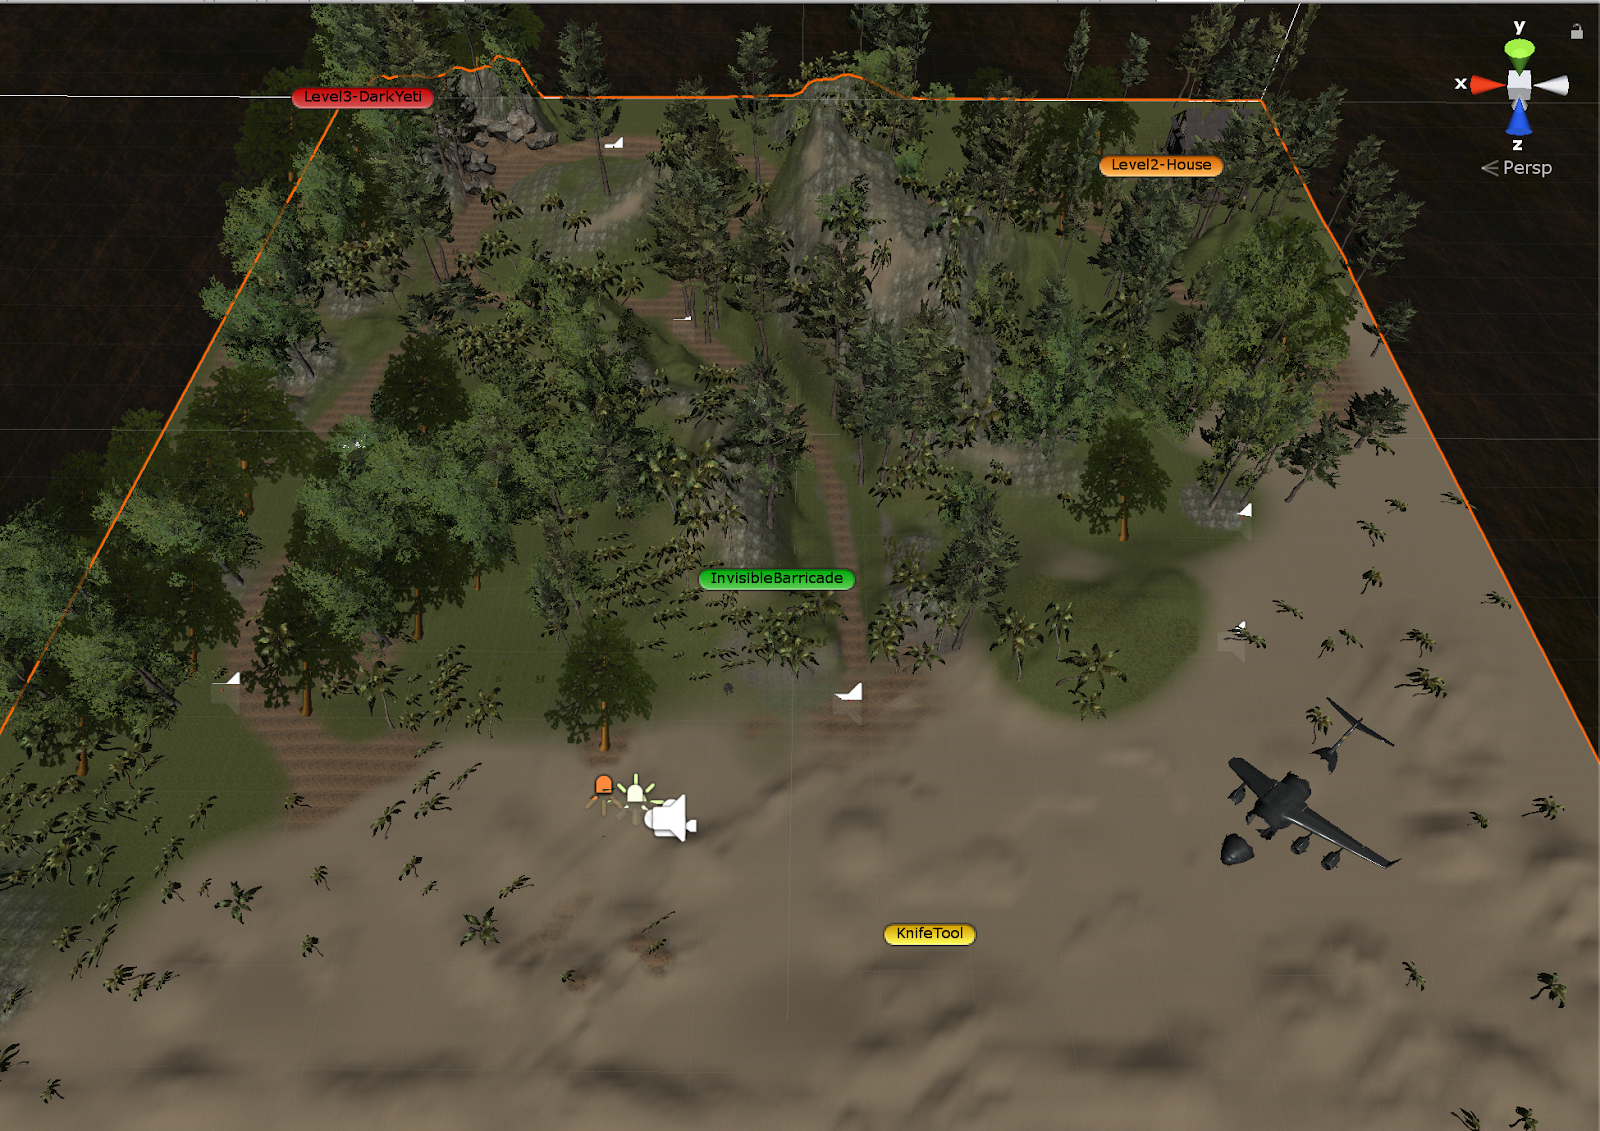 y
x
z
Persp
Level3-DarkYeti
Level2-House
InvisibleBarricade
KnifeTool